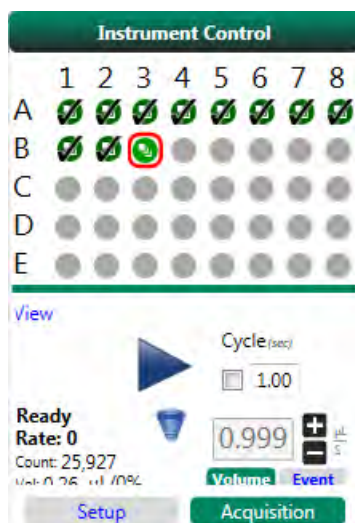 Instrument Control
1 2 3 4 5 6 7 8
A
B
C
D
E
View
Cycle (sec)
1.00
Ready
Rate: 0
0.999
Count: 25,927
Volume Event
Setup Acquisition